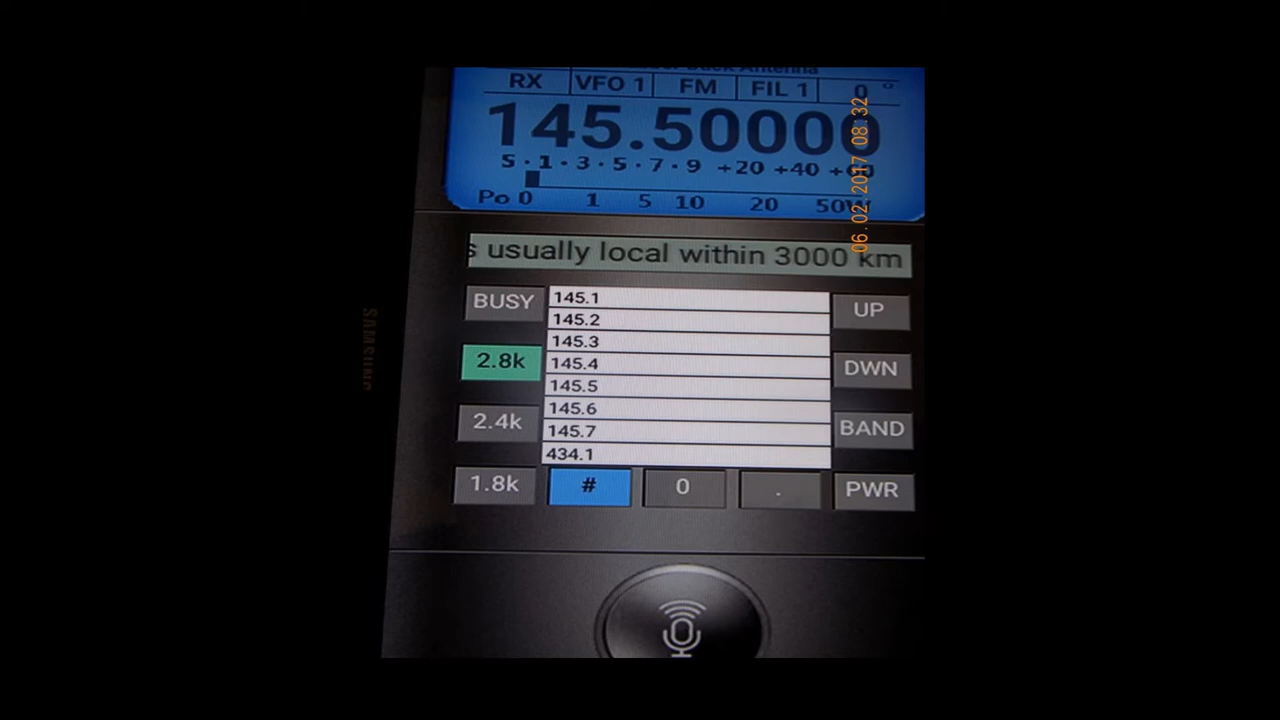 Antenna
RX VFO 1 FM FIL 1 0 °
145.50000
S · 1 · 3 · 5 · 7 · 9 +20 +40 +60
Po 0 1 5 10 20 50W
s usually local within 3000 km
BUSY 145.1 UP
145.2
145.3
2.8k 145.4 DWN
145.5
2.4k 145.6 BAND
145.7
434.1
1.8k # 0 . PWR
SAMSUNG
06.02.2017 08:32